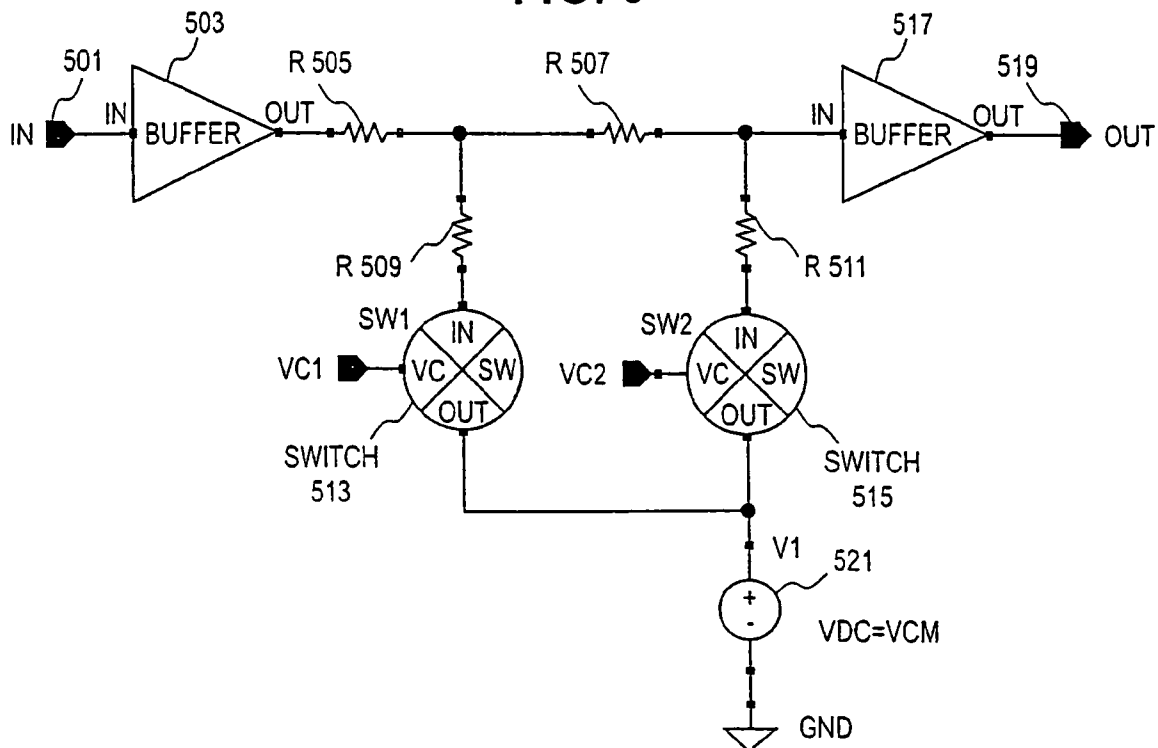 503
517
501
R 505
R 507
519
IN
IN
BUFFER
OUT
IN
BUFFER
OUT
OUT
R 509
R 511
SW1
IN
VC1
VC
SW
OUT
SW2
IN
VC2
VC
SW
OUT
SWITCH
513
SWITCH
515
V1
521
+
-
VDC=VCM
GND